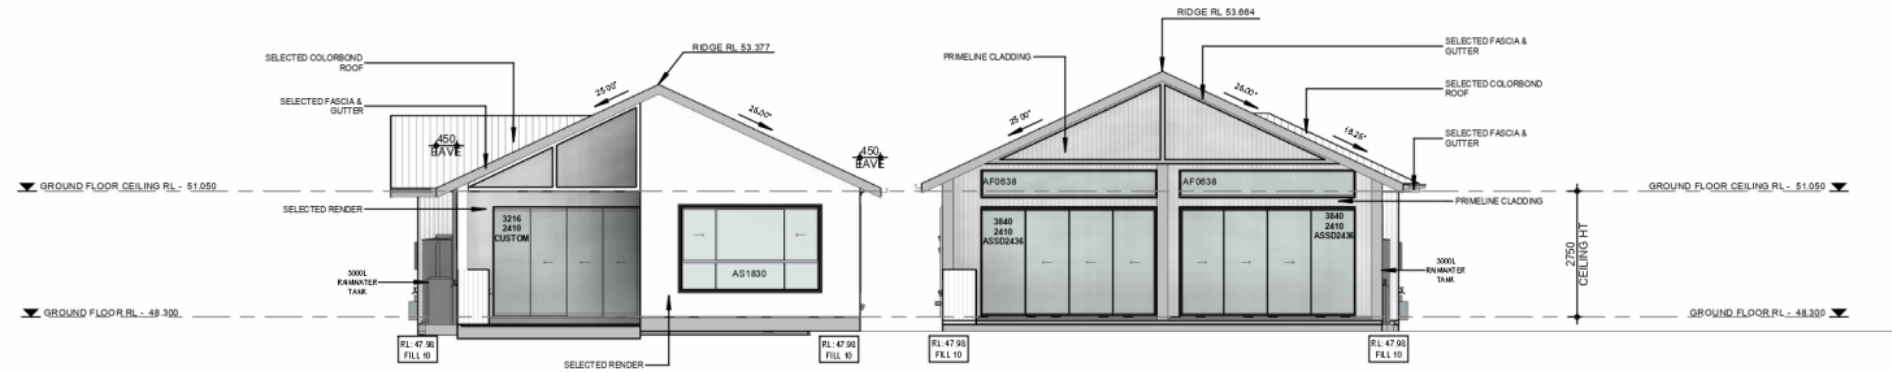 RIDGE RL 53.377
SELECTED COLORBOND
ROOF
25.00°
SELECTED FASCIA &
GUTTER
25.00°
450
EAVE
450
EAVE
GROUND FLOOR CEILING RL - 51.050
SELECTED RENDER
3216
2410
CUSTOM
AS1830
3000L
RAINWATER
TANK
GROUND FLOOR RL - 48.300
RL: 47.98
FILL 10
RL: 47.98
FILL 10
SELECTED RENDER
RIDGE RL 53.664
PRIMELINE CLADDING
SELECTED FASCIA &
GUTTER
25.00°
SELECTED COLORBOND
ROOF
25.00°
18.25°
SELECTED FASCIA &
GUTTER
AF0638
AF0638
GROUND FLOOR CEILING RL - 51.050
PRIMELINE CLADDING
3840
2410
ASSD2436
3840
2410
ASSD2436
2750
CEILING HT
3000L
RAINWATER
TANK
GROUND FLOOR RL - 48.300
RL: 47.98
FILL 10
RL: 47.98
FILL 10